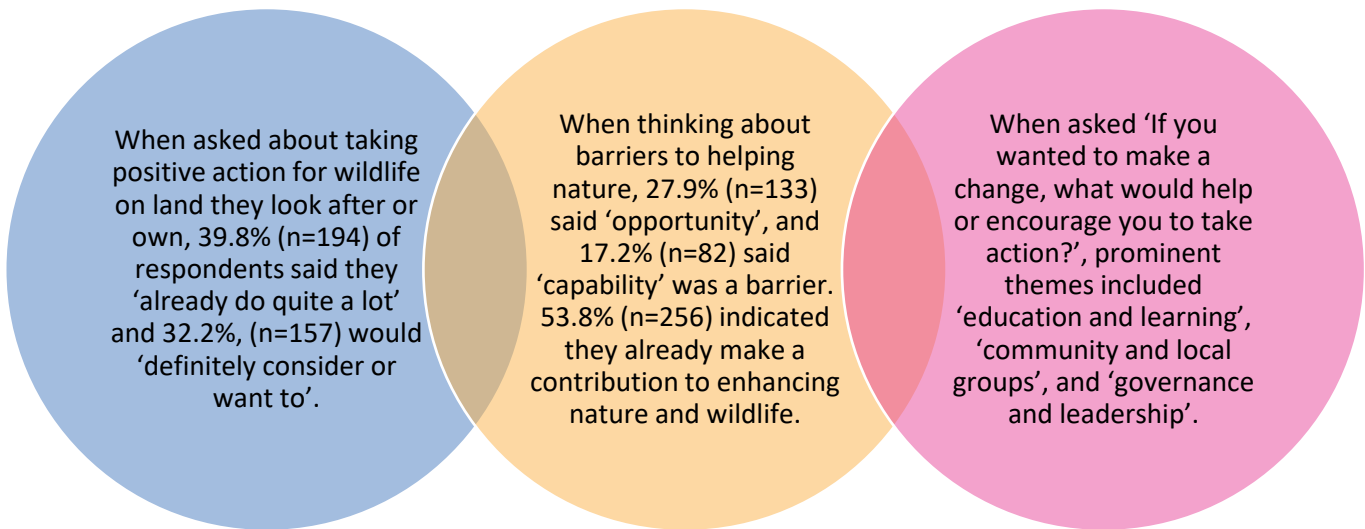 When asked about taking
positive action for wildlife
on land they look after or
own, 39.8% (n=194) of
respondents said they
‘already do quite a lot’
and 32.2%, (n=157) would
‘definitely consider or
want to’.
When thinking about
barriers to helping
nature, 27.9% (n=133)
said ‘opportunity’, and
17.2% (n=82) said
‘capability’ was a barrier.
53.8% (n=256) indicated
they already make a
contribution to enhancing
nature and wildlife.
When asked ‘If you
wanted to make a
change, what would help
or encourage you to take
action?’, prominent
themes included
‘education and learning’,
‘community and local
groups’, and ‘governance
and leadership’.